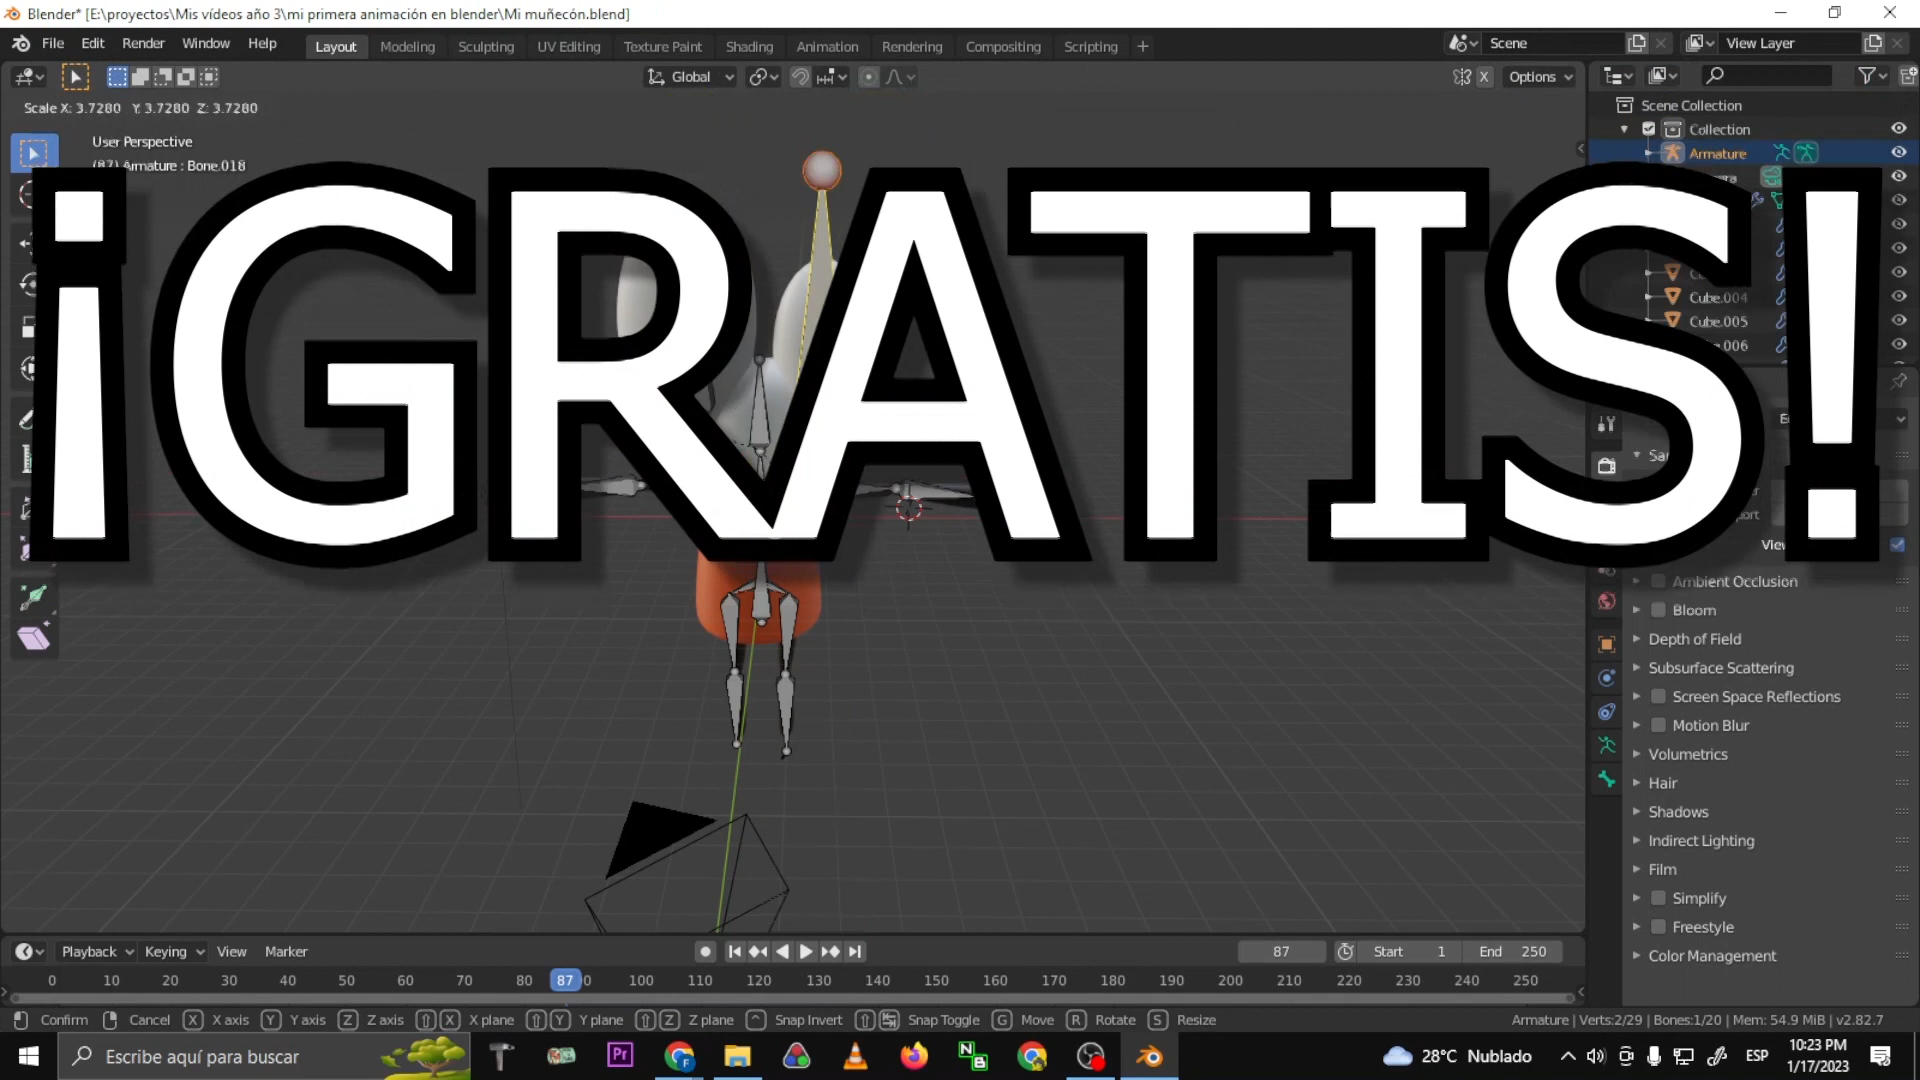 Blender* [E:\proyectos\Mis vídeos año 3\mi primera animación en blender\Mi muñecón.blend]
File Edit Render Window Help Layout Modeling Sculpting UV Editing Texture Paint Shading Animation Rendering Compositing Scripting + Scene View Layer
Global X Options
Scale X: 3.7280 Y: 3.7280 Z: 3.7280
Scene Collection
Collection
User Perspective
(87) Armature : Bone.018
Armature
¡GRATIS!
Cube.004
Cube.005
Ambient Occlusion
Bloom
Depth of Field
Subsurface Scattering
Screen Space Reflections
Motion Blur
Volumetrics
Hair
Shadows
Indirect Lighting
Film
Simplify
Freestyle
Color Management
Playback Keying View Marker 87 Start 1 End 250
0 10 20 30 40 50 60 70 80 87 0 100 110 120 130 140 150 160 170 180 190 200 210 220 230 240 250
Confirm Cancel X X axis Y Y axis Z Z axis X X plane Y Y plane Z Z plane Snap Invert Snap Toggle G Move R Rotate S Resize Armature | Verts:2/29 | Bones:1/20 | Mem: 54.9 MiB | v2.82.7
Escribe aquí para buscar Pr N B 28°C Nublado ESP 10:23 PM
1/17/2023